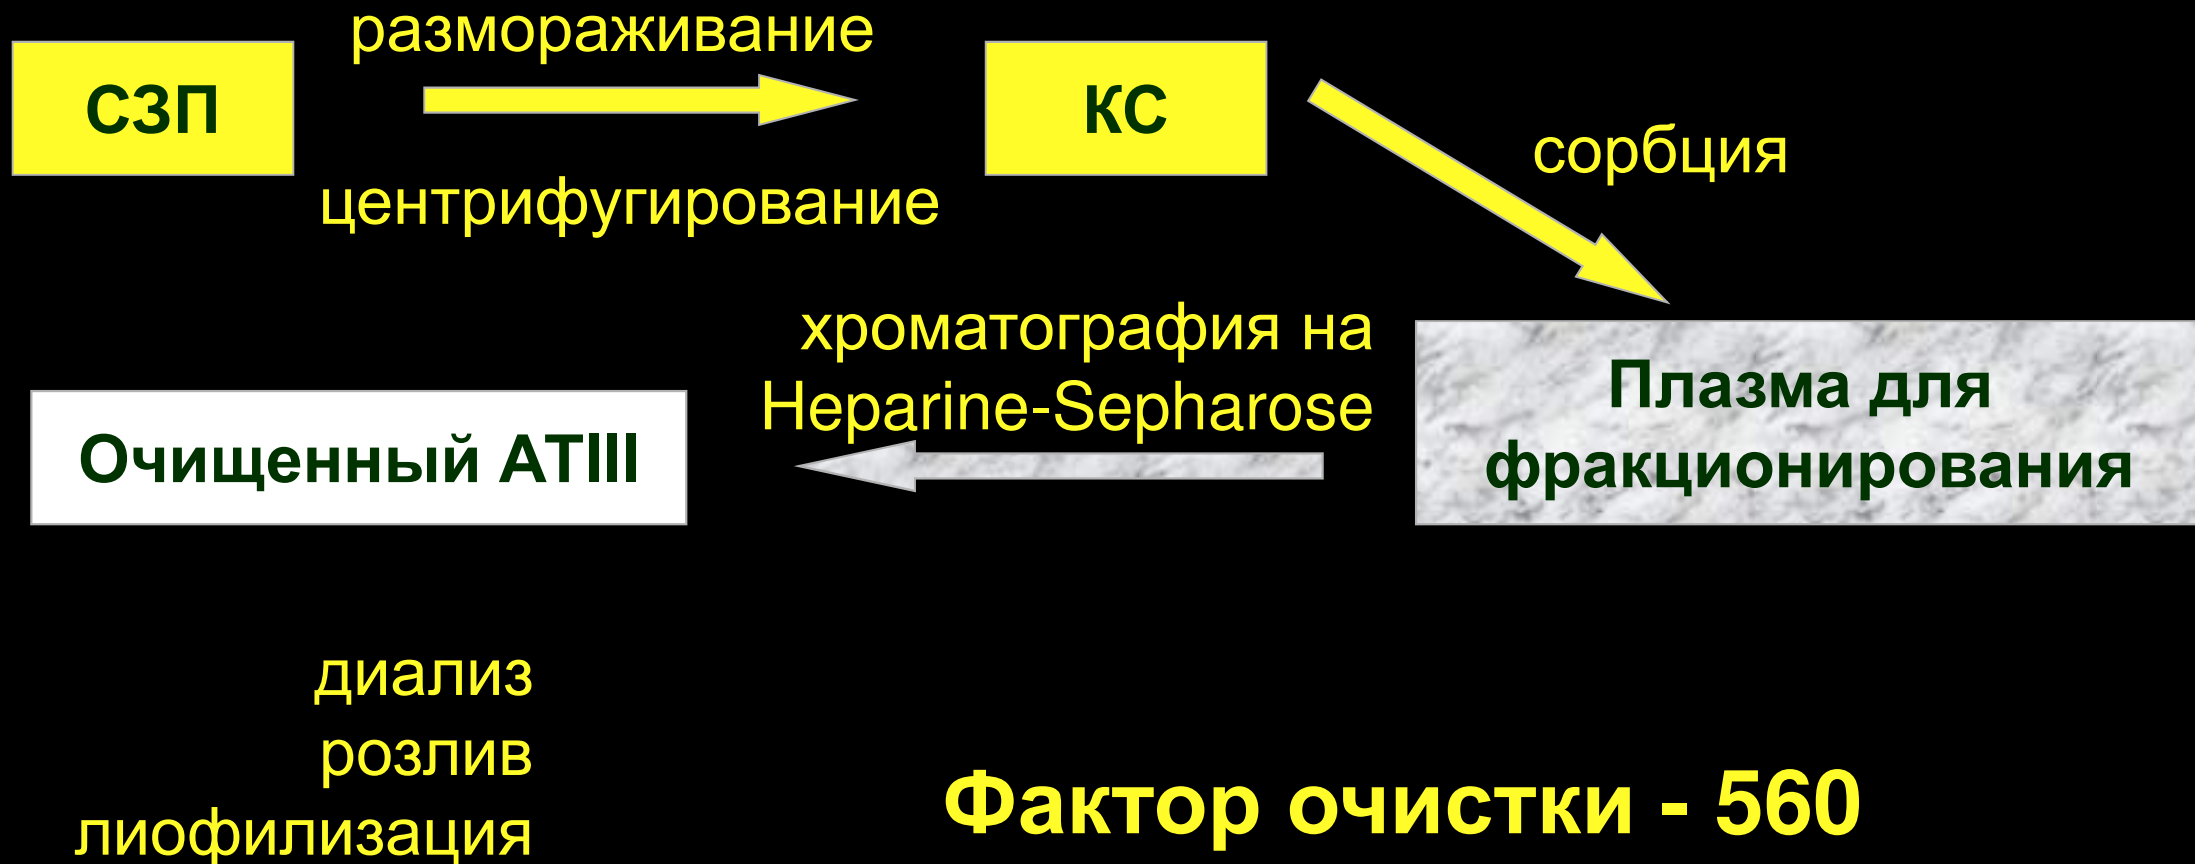 размораживание
СЗП
КС
центрифугирование
сорбция
хроматография на
Heparine-Sepharose
Плазма для
фракционирования
Очищенный АТIII
диализ
розлив
лиофилизация
Фактор очистки - 560